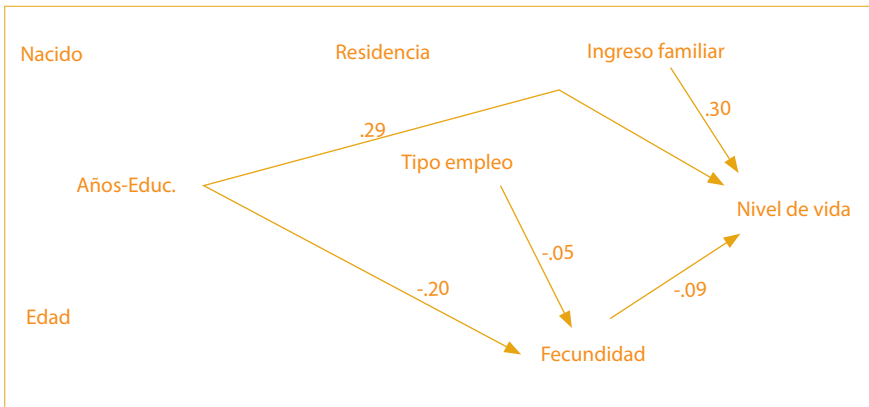 Nacido
Residencia
Ingreso familiar
.30
.29
Tipo empleo
Años-Educ.
Nivel de vida
-.05
-.20
-.09
Edad
Fecundidad